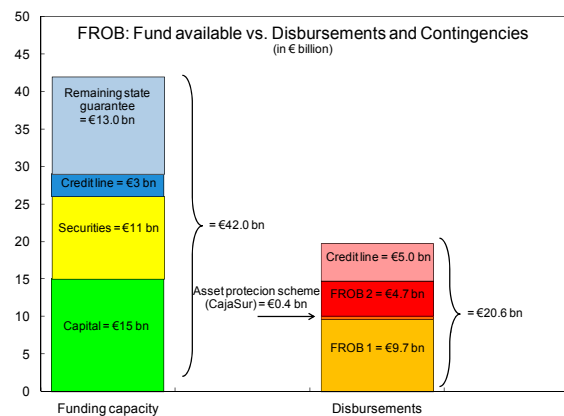 FROB: Fund available vs. Disbursements and Contingencies
(in € billion)
50
45
40
35
30
25
20
15
10
5
0
Remaining state
guarantee
= €13.0 bn
Credit line = €3 bn
Securities = €11 bn
Capital = €15 bn
= €42.0 bn
Asset protecion scheme
(CajaSur) = €0.4 bn
Credit line = €5.0 bn
FROB 2 = €4.7 bn
FROB 1 = €9.7 bn
= €20.6 bn
Funding capacity
Disbursements